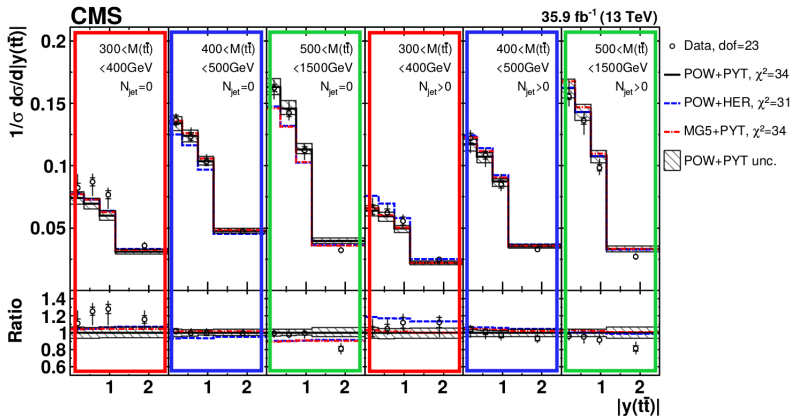 CMS
35.9 fb⁻¹ (13 TeV)
1/σ dσ/d|y(tt̄)|
0.2
0.15
0.1
0.05
300<M(tt̄)
<400GeV
N_jet=0
400<M(tt̄)
<500GeV
N_jet=0
500<M(tt̄)
<1500GeV
N_jet=0
300<M(tt̄)
<400GeV
N_jet>0
400<M(tt̄)
<500GeV
N_jet>0
500<M(tt̄)
<1500GeV
N_jet>0
Data, dof=23
POW+PYT, χ²=34
POW+HER, χ²=31
MG5+PYT, χ²=34
POW+PYT unc.
Ratio
1.4
1.2
1
0.8
0.6
1 2 1 2 1 2 1 2 1 2 1 2
|y(tt̄)|